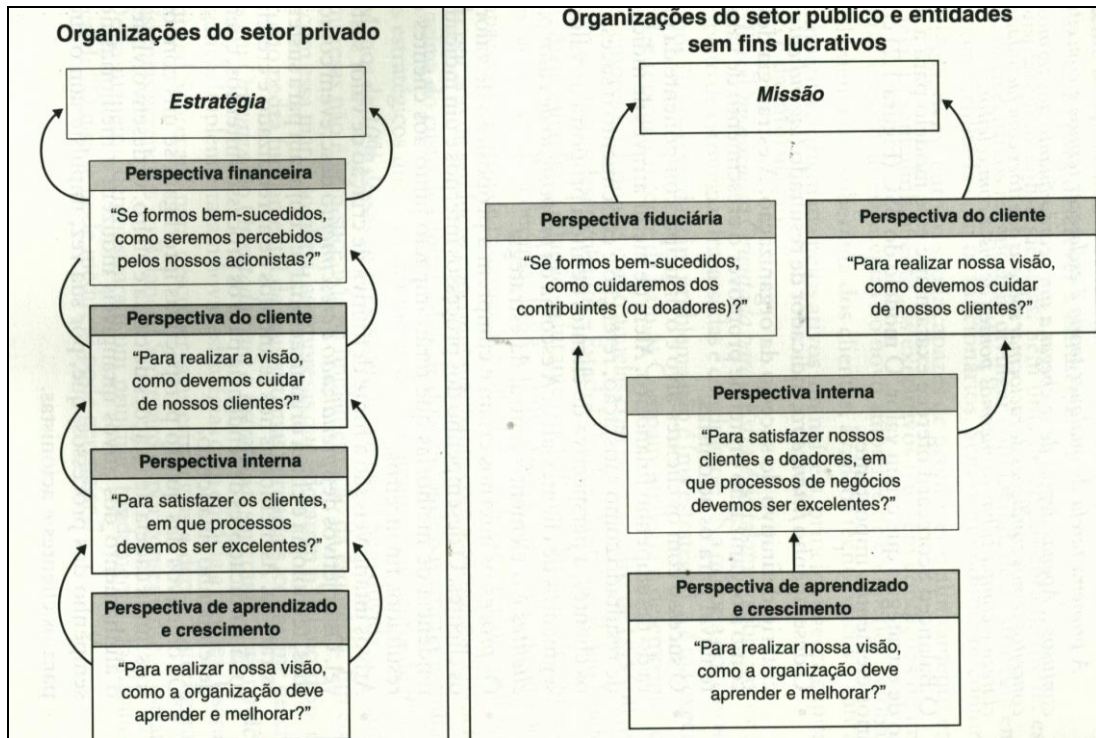 Organizações do setor privado
Estratégia
Perspectiva financeira
“Se formos bem-sucedidos,
como seremos percebidos
pelos nossos acionistas?”
Perspectiva do cliente
“Para realizar a visão,
como devemos cuidar
de nossos clientes?”
Perspectiva interna
“Para satisfazer os clientes,
em que processos
devemos ser excelentes?”
Perspectiva de aprendizado
e crescimento
“Para realizar nossa visão,
como a organização deve
aprender e melhorar?”
Organizações do setor público e entidades
sem fins lucrativos
Missão
Perspectiva fiduciária
“Se formos bem-sucedidos,
como cuidaremos dos
contribuintes (ou doadores)?”
Perspectiva do cliente
“Para realizar nossa visão,
como devemos cuidar
de nossos clientes?”
Perspectiva interna
“Para satisfazer nossos
clientes e doadores, em
que processos de negócios
devemos ser excelentes?”
Perspectiva de aprendizado
e crescimento
“Para realizar nossa visão,
como a organização deve
aprender e melhorar?”